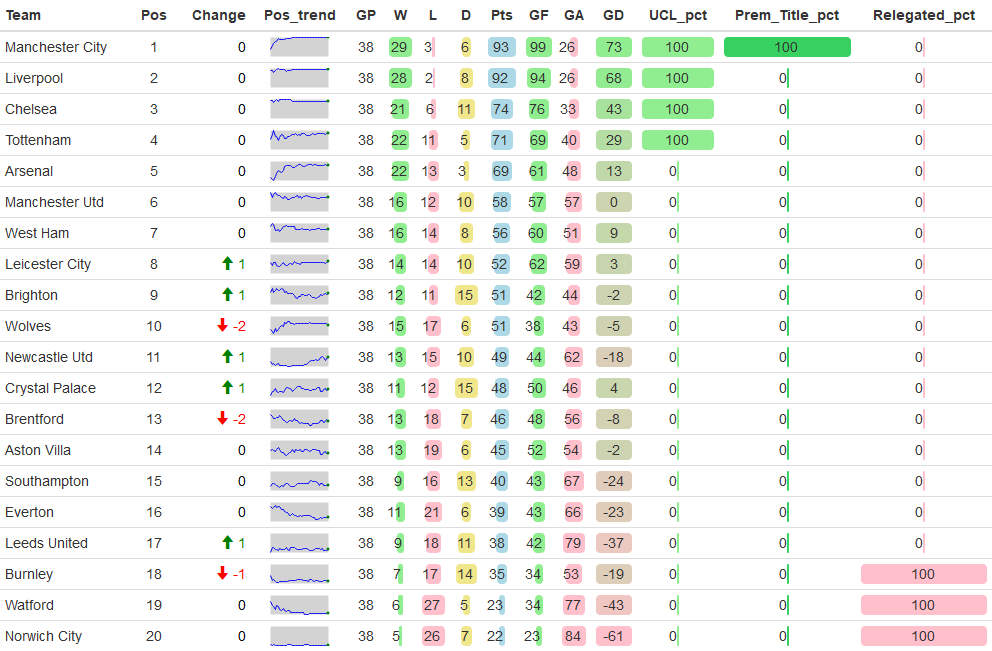 Team Pos Change Pos_trend GP W L D Pts GF GA GD UCL_pct Prem_Title_pct Relegated_pct
Manchester City 1 0 38 29 3 6 93 99 26 73 100 100 0
Liverpool 2 0 38 28 2 8 92 94 26 68 100 0 0
Chelsea 3 0 38 21 6 11 74 76 33 43 100 0 0
Tottenham 4 0 38 22 11 5 71 69 40 29 100 0 0
Arsenal 5 0 38 22 13 3 69 61 48 13 0 0 0
Manchester Utd 6 0 38 16 12 10 58 57 57 0 0 0 0
West Ham 7 0 38 16 14 8 56 60 51 9 0 0 0
Leicester City 8 1 38 14 14 10 52 62 59 3 0 0 0
Brighton 9 1 38 12 11 15 51 42 44 -2 0 0 0
Wolves 10 -2 38 15 17 6 51 38 43 -5 0 0 0
Newcastle Utd 11 1 38 13 15 10 49 44 62 -18 0 0 0
Crystal Palace 12 1 38 11 12 15 48 50 46 4 0 0 0
Brentford 13 -2 38 13 18 7 46 48 56 -8 0 0 0
Aston Villa 14 0 38 13 19 6 45 52 54 -2 0 0 0
Southampton 15 0 38 9 16 13 40 43 67 -24 0 0 0
Everton 16 0 38 11 21 6 39 43 66 -23 0 0 0
Leeds United 17 1 38 9 18 11 38 42 79 -37 0 0 0
Burnley 18 -1 38 7 17 14 35 34 53 -19 0 0 100
Watford 19 0 38 6 27 5 23 34 77 -43 0 0 100
Norwich City 20 0 38 5 26 7 22 23 84 -61 0 0 100